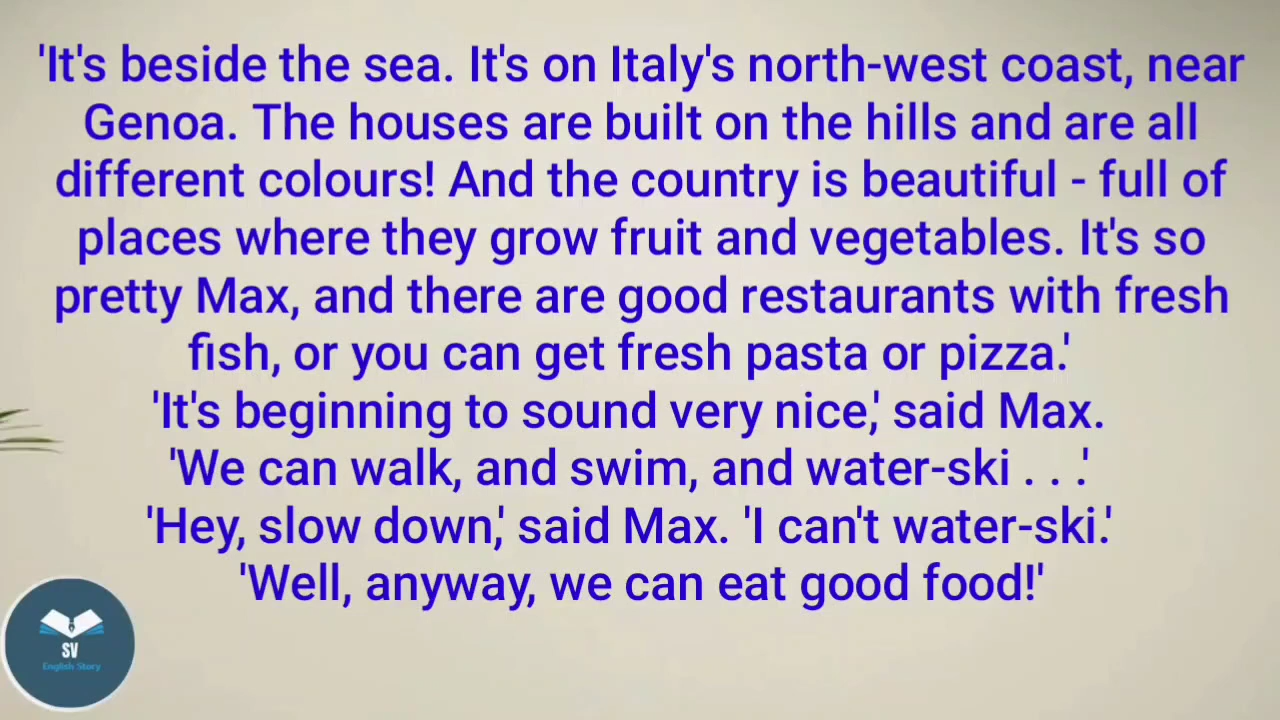 'It's beside the sea. It's on Italy's north-west coast, near
Genoa. The houses are built on the hills and are all
different colours! And the country is beautiful - full of
places where they grow fruit and vegetables. It's so
pretty Max, and there are good restaurants with fresh
fish, or you can get fresh pasta or pizza.'
'It's beginning to sound very nice,' said Max.
'We can walk, and swim, and water-ski . . .'
'Hey, slow down,' said Max. 'I can't water-ski.'
'Well, anyway, we can eat good food!'
SV
English Story